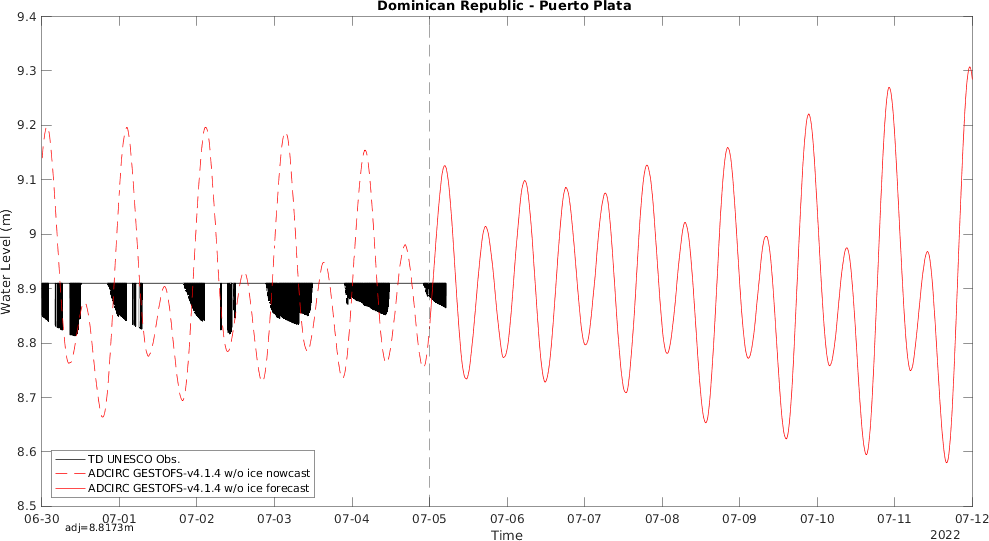 Dominican Republic - Puerto Plata
Water Level (m)
9.4
9.3
9.2
9.1
9
8.9
8.8
8.7
8.6
8.5
TD UNESCO Obs.
ADCIRC GESTOFS-v4.1.4 w/o ice nowcast
ADCIRC GESTOFS-v4.1.4 w/o ice forecast
06-30 07-01 07-02 07-03 07-04 07-05 07-06 07-07 07-08 07-09 07-10 07-11 07-12
adj=8.8173m
Time
2022